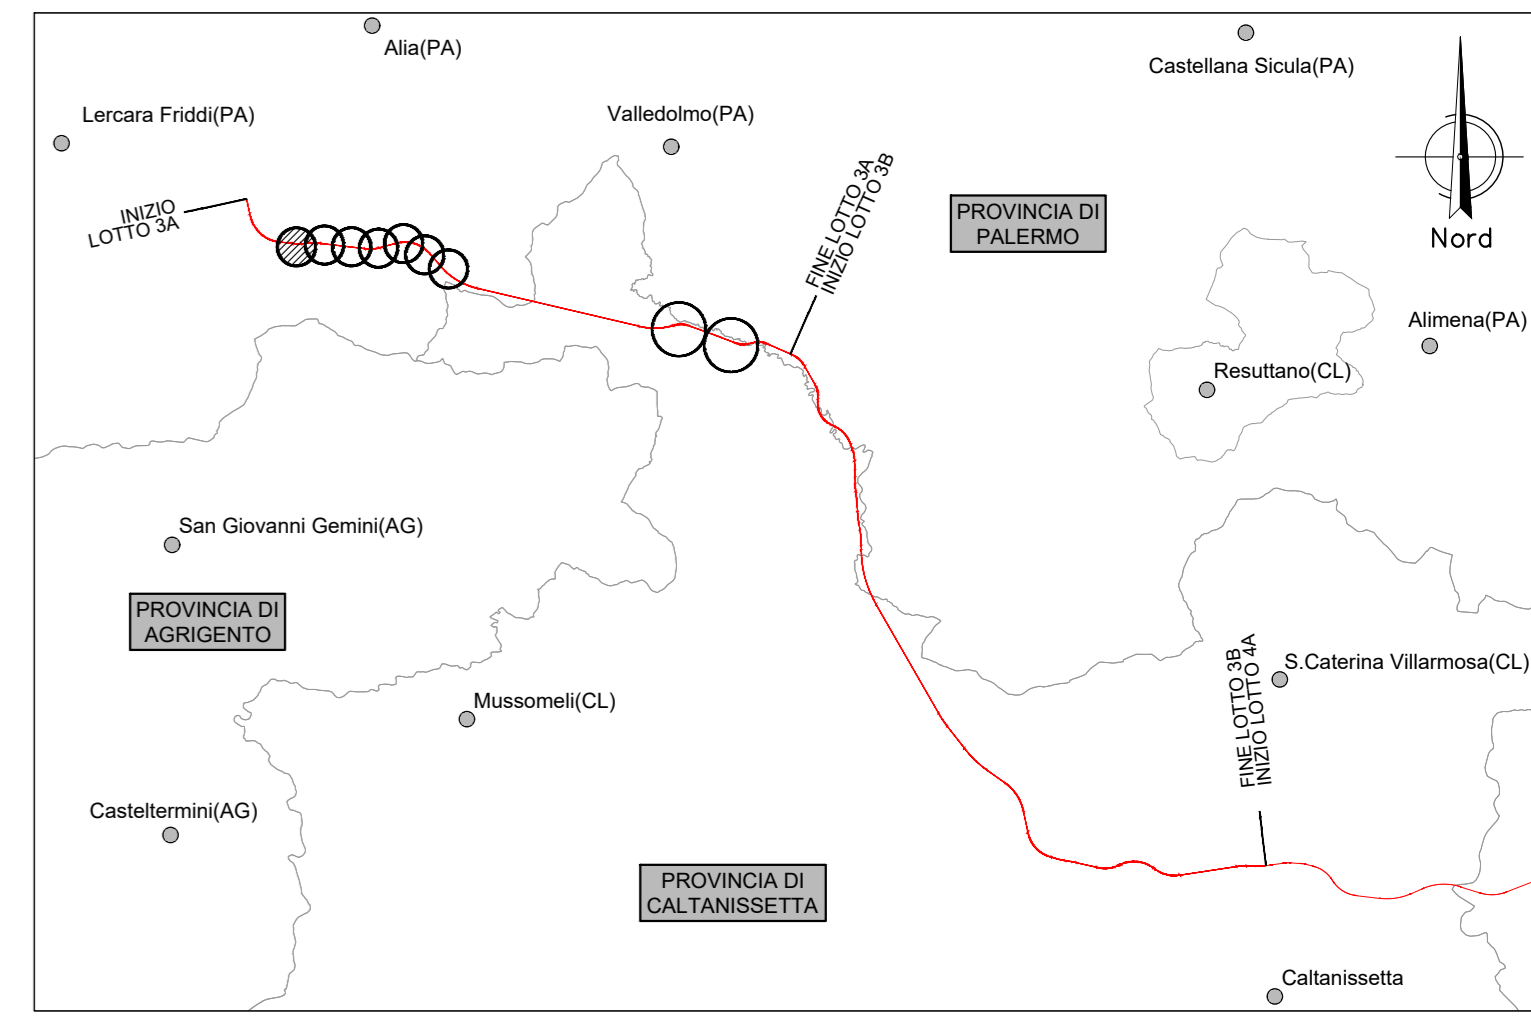 Alia(PA)
Castellana Sicula(PA)
Lercara Friddi(PA)
Valledolmo(PA)
INIZIO
LOTTO 3A
FINE LOTTO 3A
INIZIO LOTTO 3B
PROVINCIA DI
PALERMO
Nord
Alimena(PA)
Resuttano(CL)
San Giovanni Gemini(AG)
PROVINCIA DI
AGRIGENTO
FINE LOTTO 3B
INIZIO LOTTO 4A
S.Caterina Villarmosa(CL)
Mussomeli(CL)
Casteltermini(AG)
PROVINCIA DI
CALTANISSETTA
Caltanissetta